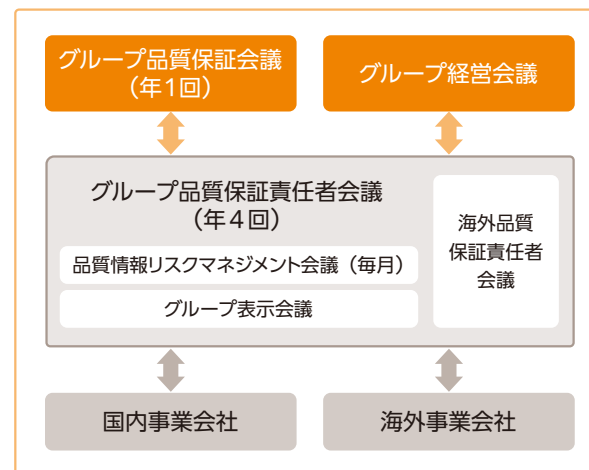 グループ品質保証会議
（年1回）
グループ経営会議
グループ品質保証責任者会議
（年４回）
品質情報リスクマネジメント会議（毎月）
グループ表示会議
海外品質
保証責任者
会議
国内事業会社
海外事業会社